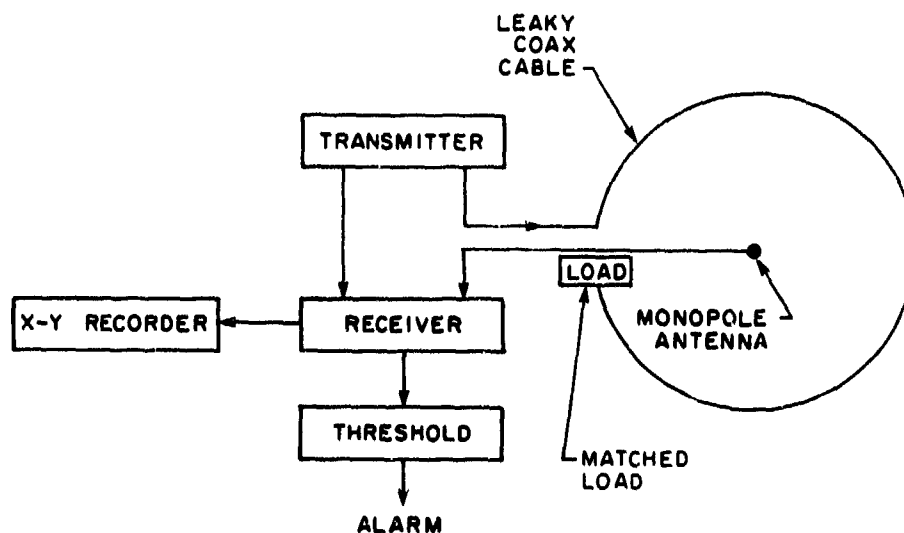 LEAKY
COAX
CABLE
TRANSMITTER
LOAD
X-Y RECORDER
RECEIVER
MONOPOLE
ANTENNA
THRESHOLD
MATCHED
LOAD
ALARM